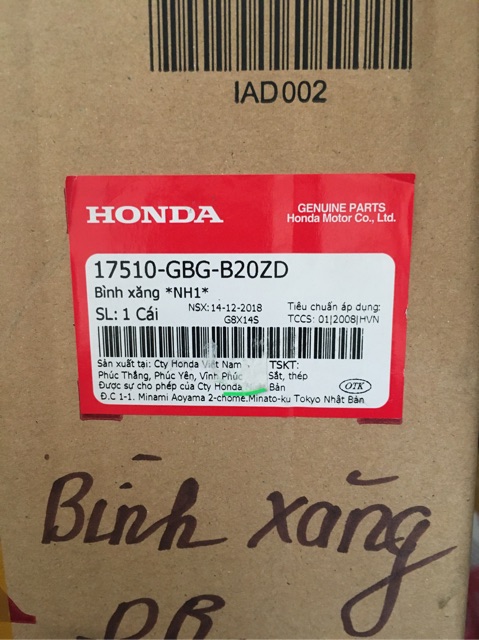 IAD002
HONDA
GENUINE PARTS
Honda Motor Co., Ltd.
17510-GBG-B20ZD
Bình xăng *NH1*
SL: 1 Cái
NSX:14-12-2018
G8X14S
Tiêu chuẩn áp dụng:
TCCS: 01|2008|HVN
Sản xuất tại: Cty Honda Việt Nam
Phúc Thắng, Phúc Yên, Vĩnh Phúc
Được sự cho phép của Cty Honda
Đ.C 1-1. Minami Aoyama 2-chome.Minato-ku Tokyo Nhật Bản
TSKT:
Sắt, thép
Bản
OTK
Bình xăng